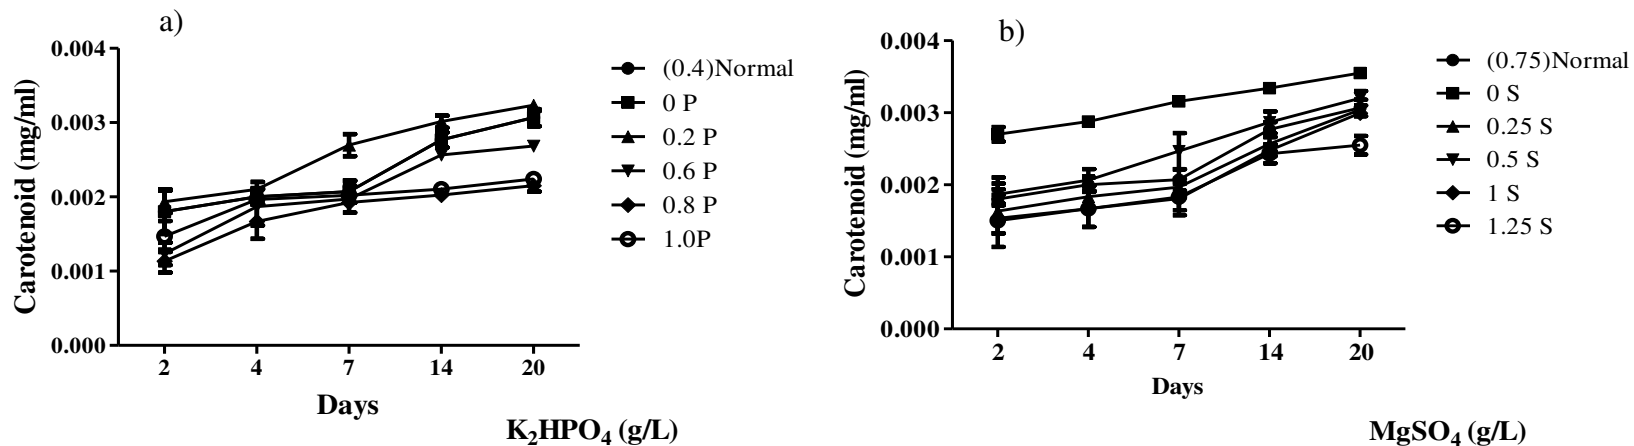 a)
0.004
0.003
0.002
0.001
0.000
Carotenoid (mg/ml)
2 4 7 14 20
Days
K₂HPO₄ (g/L)
(0.4)Normal
0 P
0.2 P
0.6 P
0.8 P
1.0P
b)
0.004
0.003
0.002
0.001
0.000
Carotenoid (mg/ml)
2 4 7 14 20
Days
MgSO₄ (g/L)
(0.75)Normal
0 S
0.25 S
0.5 S
1 S
1.25 S